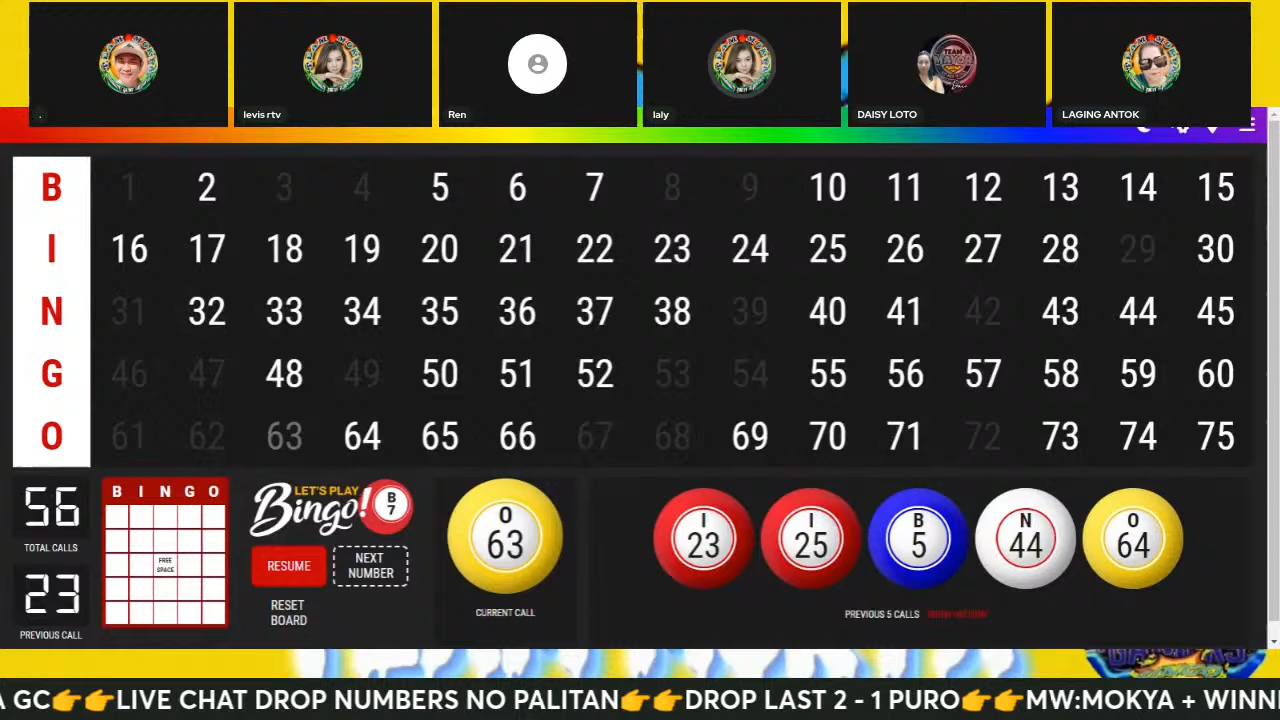 .
levis rtv
Ren
laly
DAISY LOTO
LAGING ANTOK
B 1 2 3 4 5 6 7 8 9 10 11 12 13 14 15
I 16 17 18 19 20 21 22 23 24 25 26 27 28 29 30
N 31 32 33 34 35 36 37 38 39 40 41 42 43 44 45
G 46 47 48 49 50 51 52 53 54 55 56 57 58 59 60
O 61 62 63 64 65 66 67 68 69 70 71 72 73 74 75
56
TOTAL CALLS
23
PREVIOUS CALL
B I N G O
FREE
SPACE
LET'S PLAY
Bingo!
B
7
RESUME
NEXT
NUMBER
RESET
BOARD
O
63
CURRENT CALL
I
23
I
25
B
5
N
44
O
64
PREVIOUS 5 CALLS
A GC👉👉LIVE CHAT DROP NUMBERS NO PALITAN👉👉DROP LAST 2 - 1 PURO👉👉MW:MOKYA + WINNI